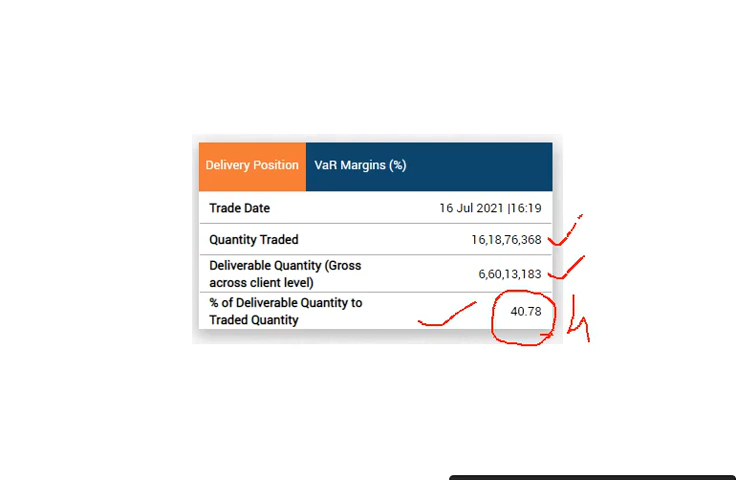 Delivery Position VaR Margins (%)
Trade Date 16 Jul 2021 |16:19
Quantity Traded 16,18,76,368
Deliverable Quantity (Gross
across client level) 6,60,13,183
% of Deliverable Quantity to
Traded Quantity 40.78